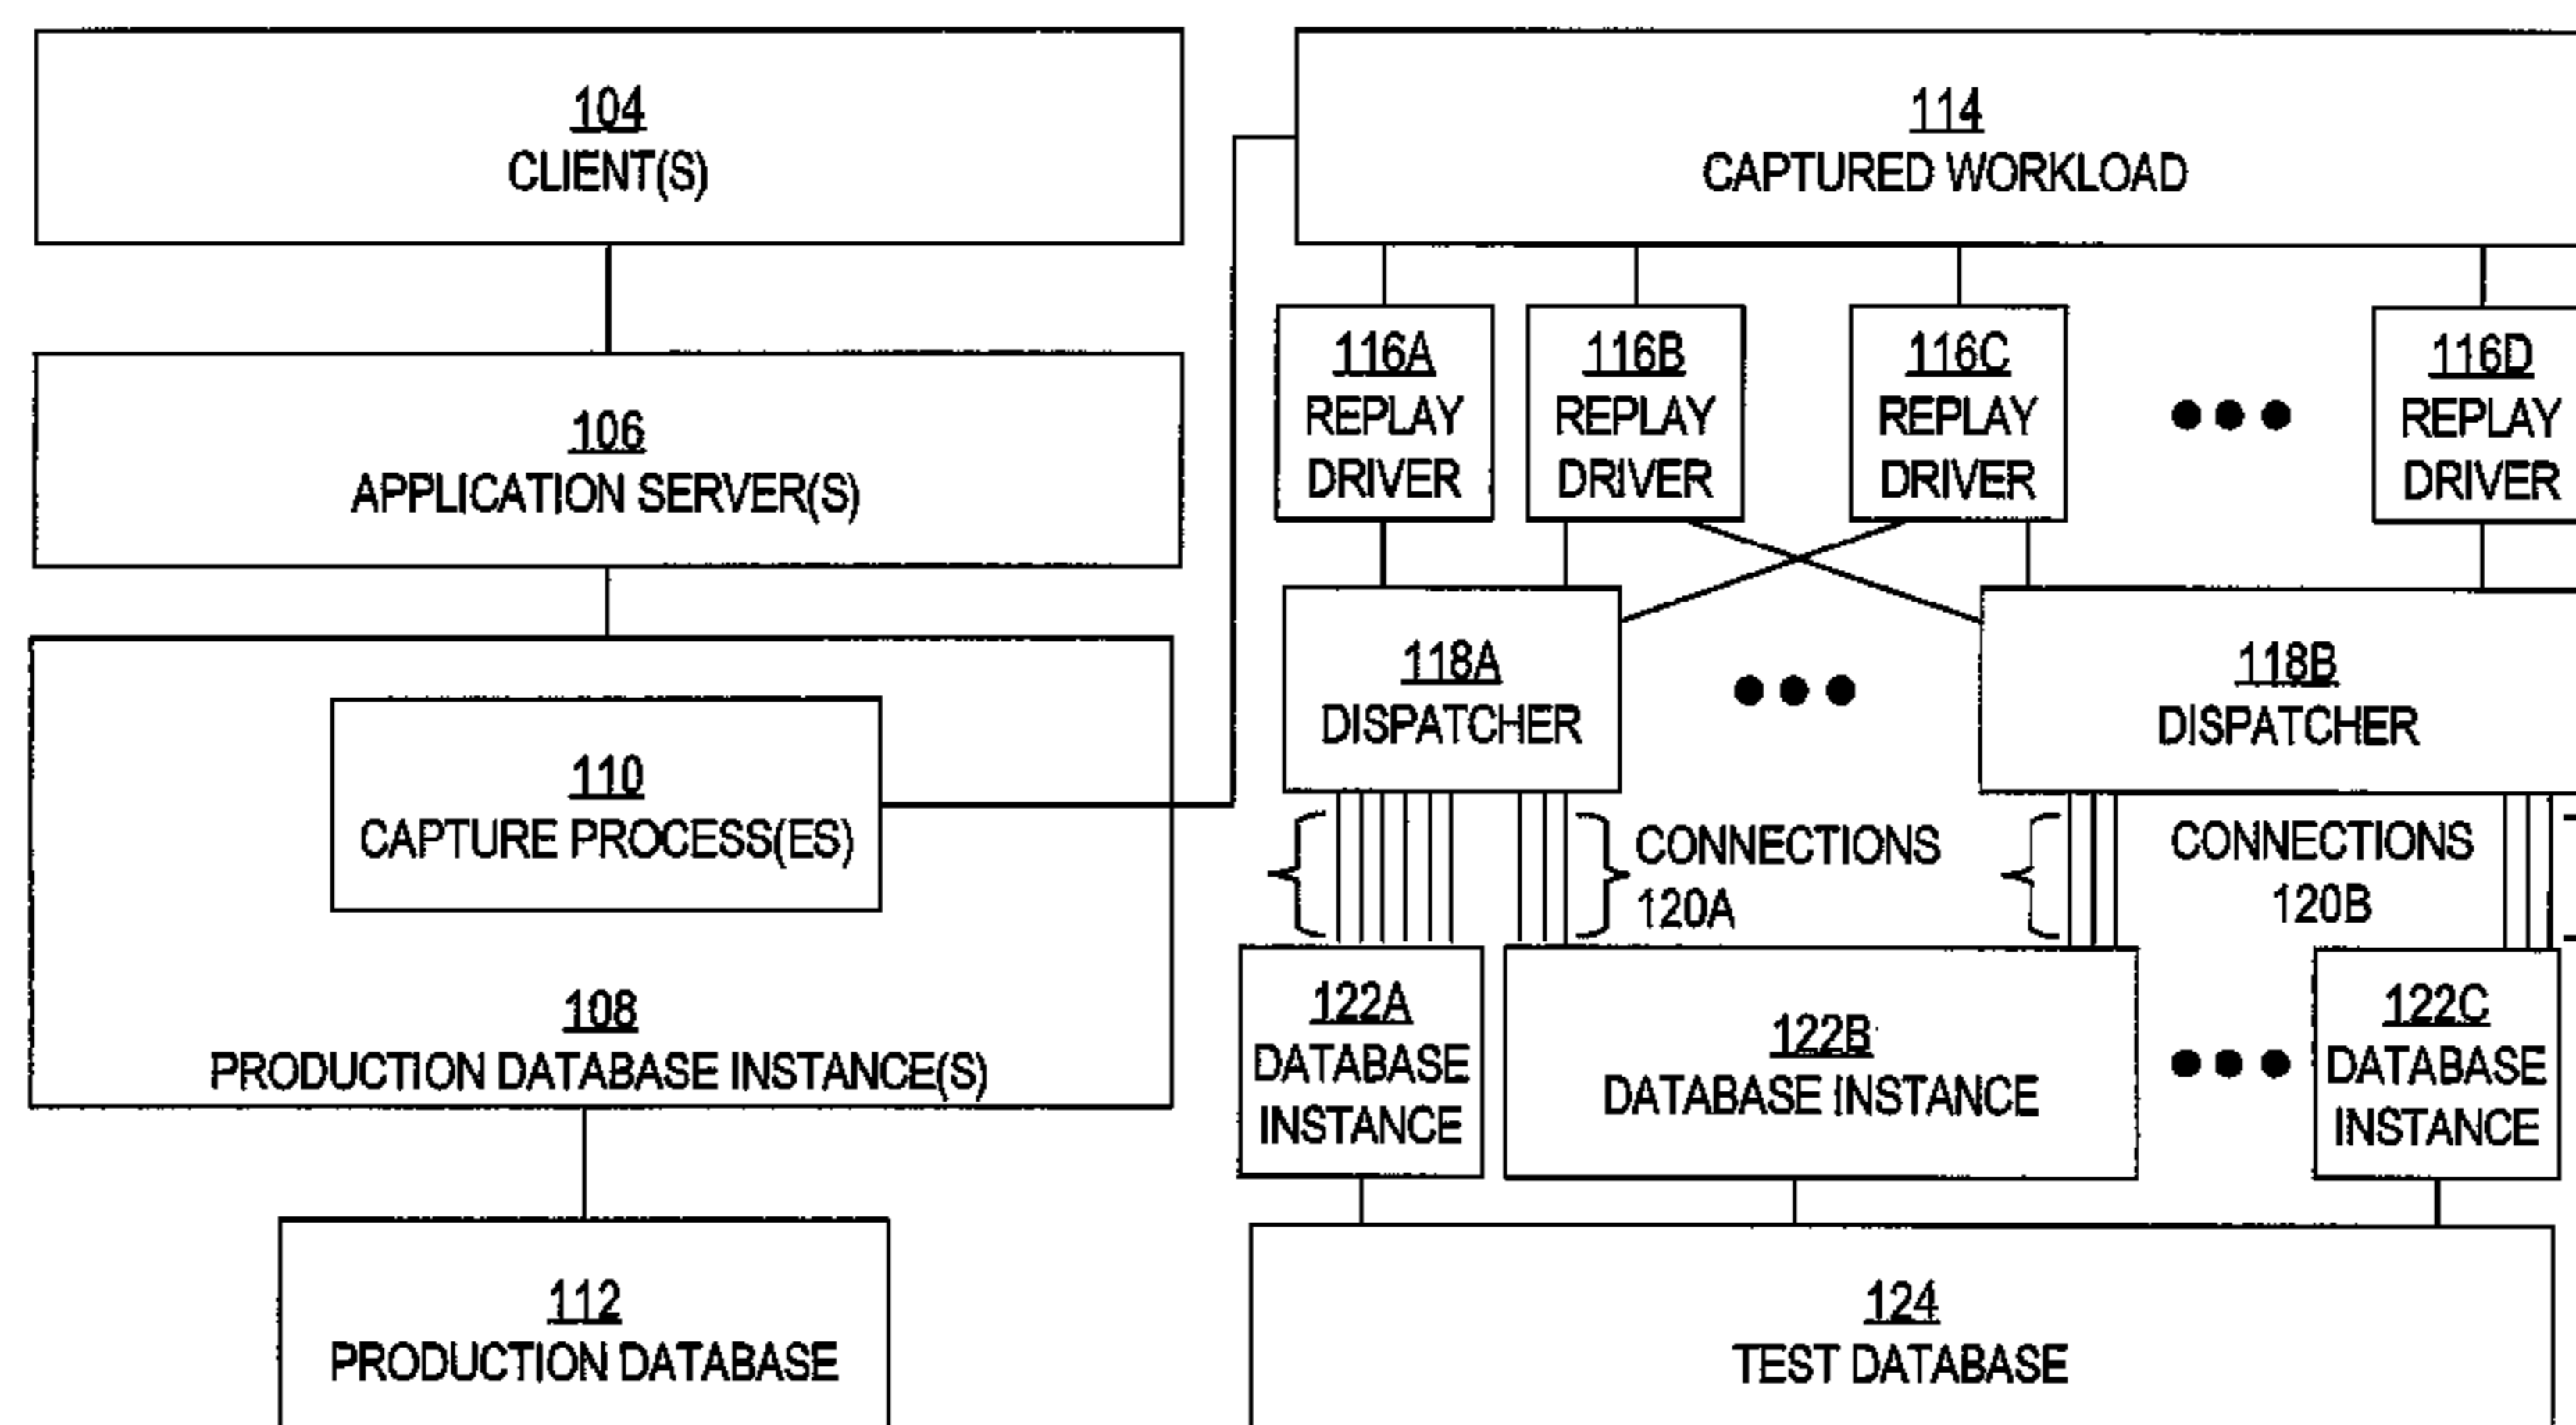 104
CLIENT(S)
106
APPLICATION SERVER(S)
110
CAPTURE PROCESS(ES)
108
PRODUCTION DATABASE INSTANCE(S)
112
PRODUCTION DATABASE
114
CAPTURED WORKLOAD
116A
REPLAY
DRIVER
116B
REPLAY
DRIVER
116C
REPLAY
DRIVER
116D
REPLAY
DRIVER
118A
DISPATCHER
118B
DISPATCHER
CONNECTIONS
120A
CONNECTIONS
120B
122A
DATABASE
INSTANCE
122B
DATABASE INSTANCE
122C
DATABASE
INSTANCE
124
TEST DATABASE